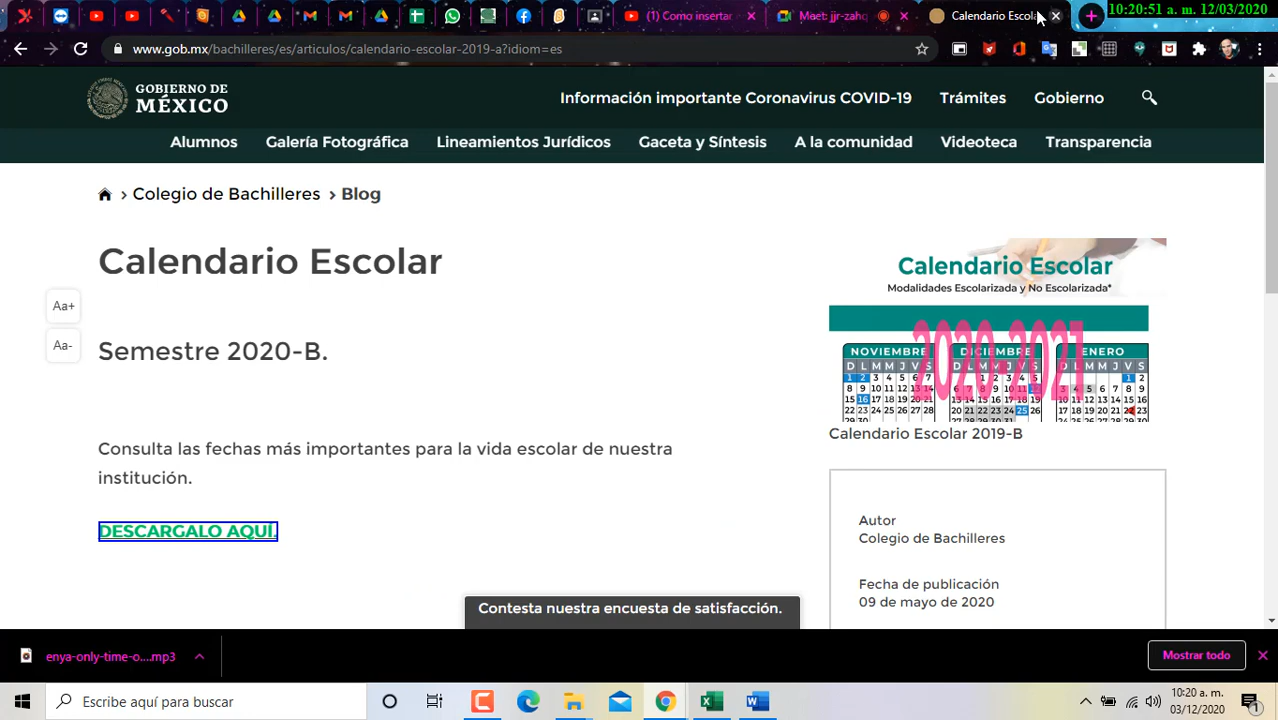 (1) Como insertar
Meet: jjr-zahq
Calendario Escola
10:20:51 a. m. 12/03/2020
www.gob.mx/bachilleres/es/articulos/calendario-escolar-2019-a?idiom=es
GOBIERNO DE
MÉXICO
Información importante Coronavirus COVID-19
Trámites
Gobierno
Alumnos
Galería Fotográfica
Lineamientos Jurídicos
Gaceta y Síntesis
A la comunidad
Videoteca
Transparencia
> Colegio de Bachilleres > Blog
Calendario Escolar
Aa+
Aa-
Semestre 2020-B.
Consulta las fechas más importantes para la vida escolar de nuestra
institución.
DESCARGALO AQUÍ.
Calendario Escolar
Modalidades Escolarizada y No Escolarizada*
2020-2021
NOVIEMBRE DICIEMBRE ENERO
D L M M J V S D L M M J V S D L M M J V S
Calendario Escolar 2019-B
Autor
Colegio de Bachilleres
Fecha de publicación
09 de mayo de 2020
Contesta nuestra encuesta de satisfacción.
enya-only-time-o....mp3
Mostrar todo
Escribe aquí para buscar
10:20 a. m.
03/12/2020
1